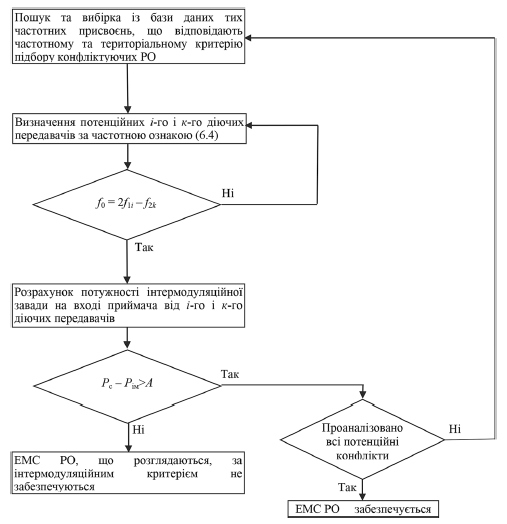 Пошук та вибірка із бази даних тих
частотних присвоєнь, що відповідають
частотному та територіальному критерію
підбору конфліктуючих РО
Визначення потенційних i-го і к-го діючих
передавачів за частотною ознакою (6.4)
f₀ = 2f₁ᵢ – f₂ₖ
Ні
Так
Розрахунок потужності інтермодуляційної
завади на вході приймача від i-го і к-го
діючих передавачів
Pс – Pім>A
Так
Ні
Проаналізовано
всі потенційні
конфлікти
Ні
ЕМС РО, що розглядаються, за
інтермодуляційним критерієм не
забезпечуються
Так
ЕМС РО забезпечується